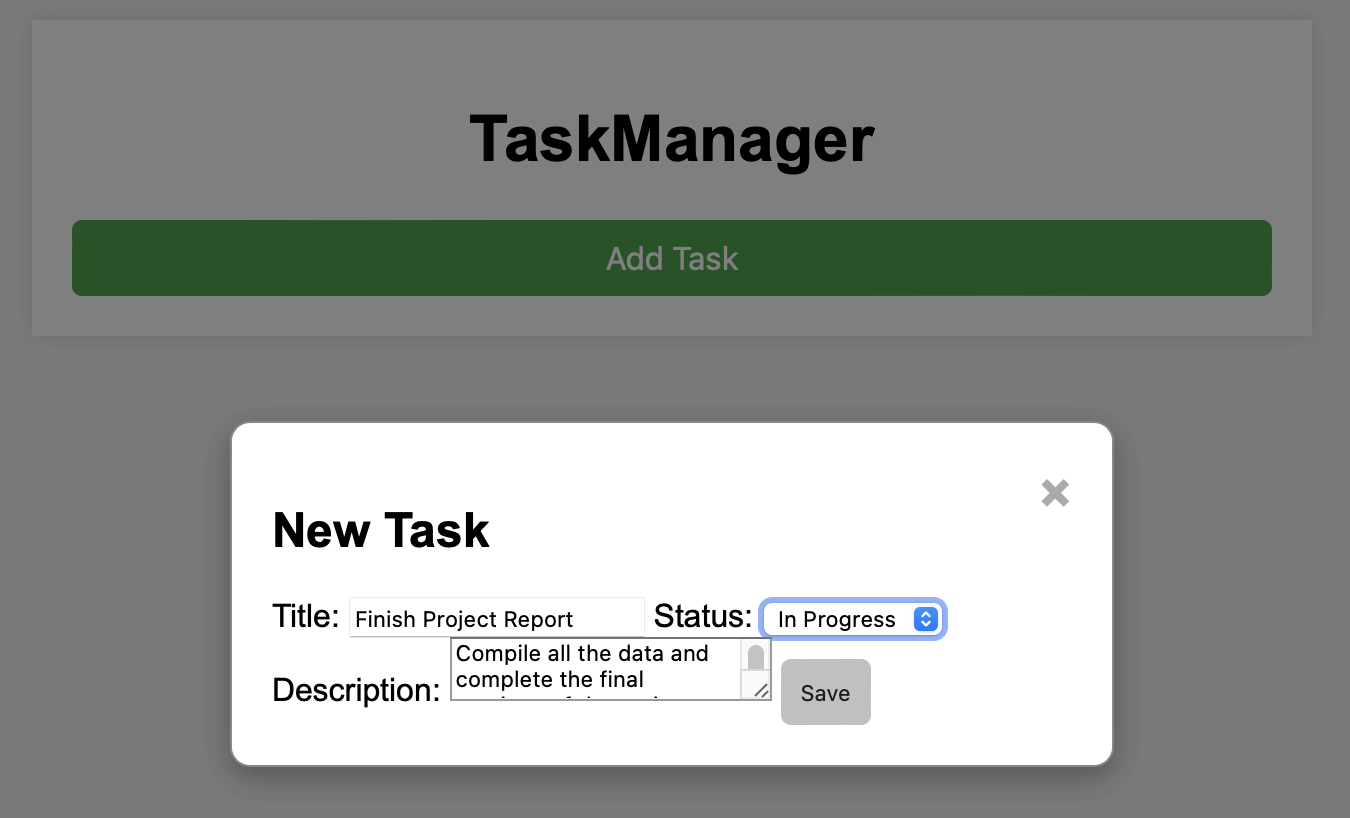 TaskManager
Add Task
New Task
Title: Finish Project Report Status: In Progress
Compile all the data and
complete the final
Description: Save